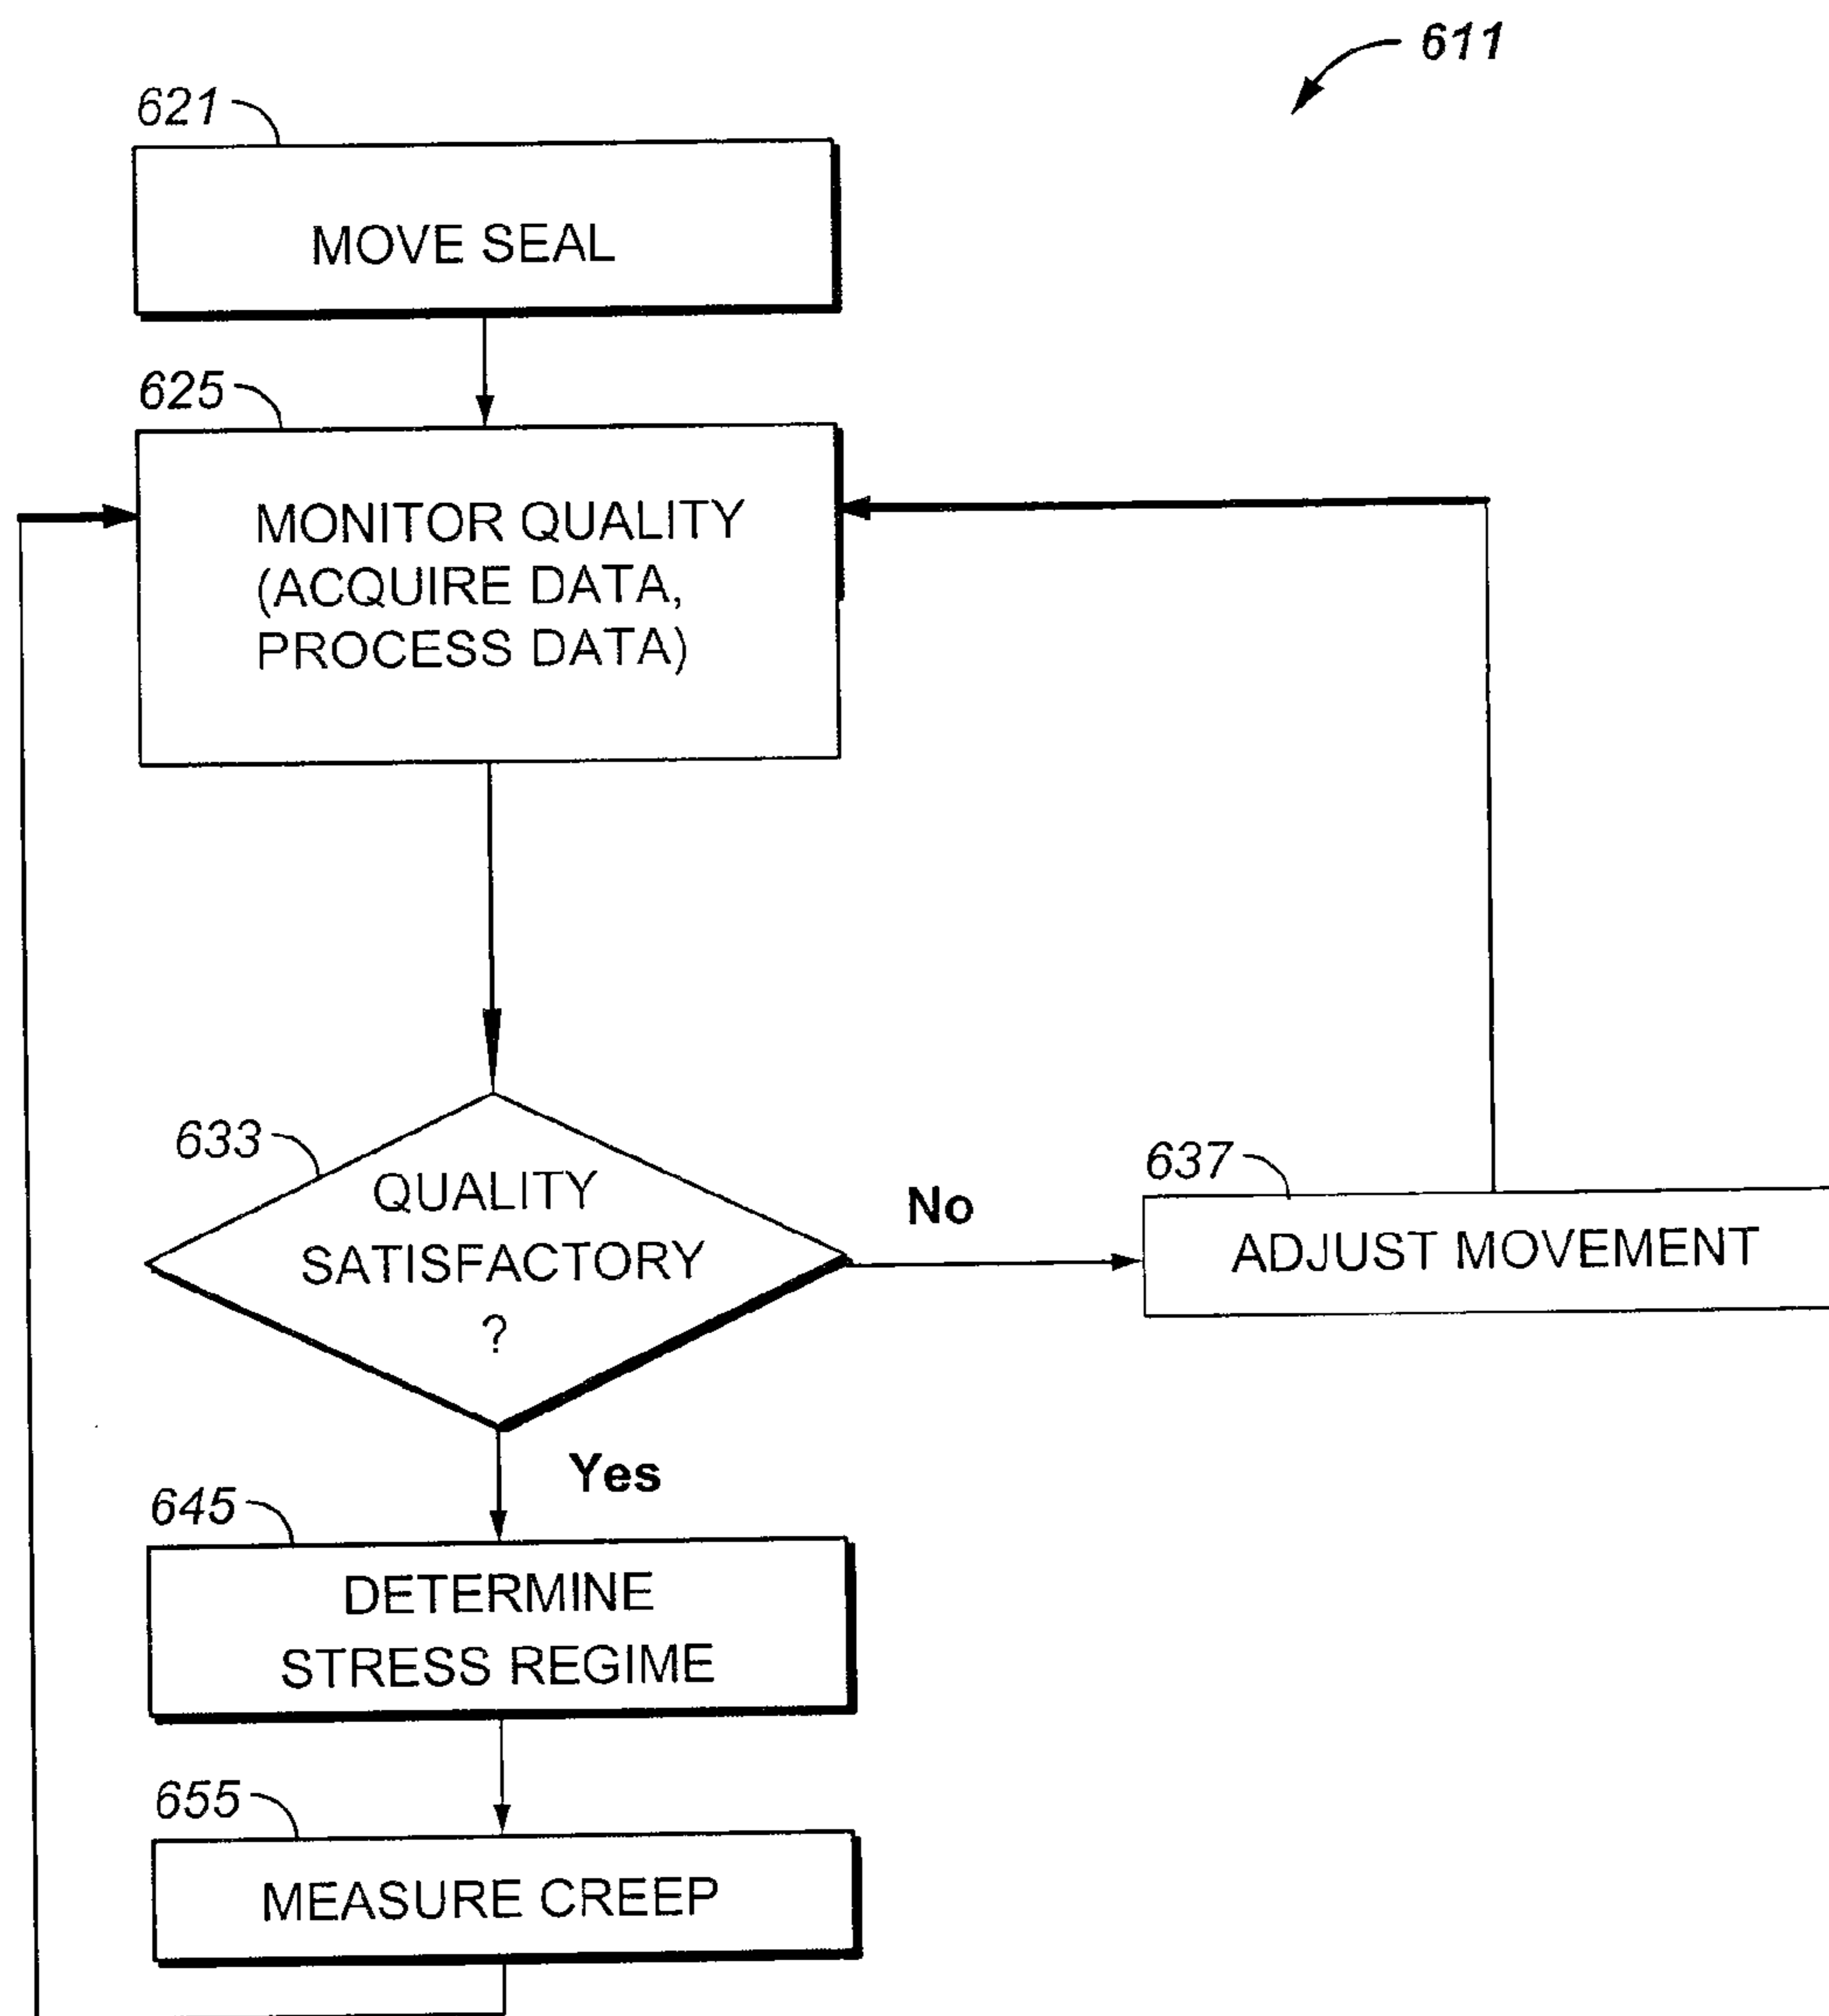 611
621
MOVE SEAL
625
MONITOR QUALITY
(ACQUIRE DATA,
PROCESS DATA)
633
QUALITY
SATISFACTORY
?
No
637
ADJUST MOVEMENT
Yes
645
DETERMINE
STRESS REGIME
655
MEASURE CREEP